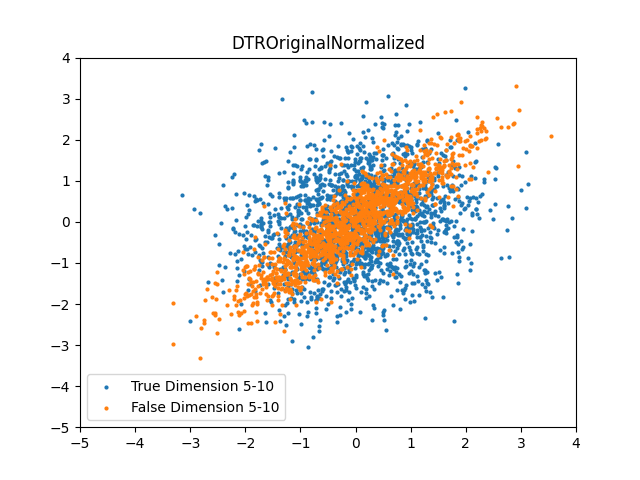 DTROriginalNormalized
4
3
2
1
0
−1
−2
−3
−4
−5
True Dimension 5-10
False Dimension 5-10
−5 −4 −3 −2 −1 0 1 2 3 4